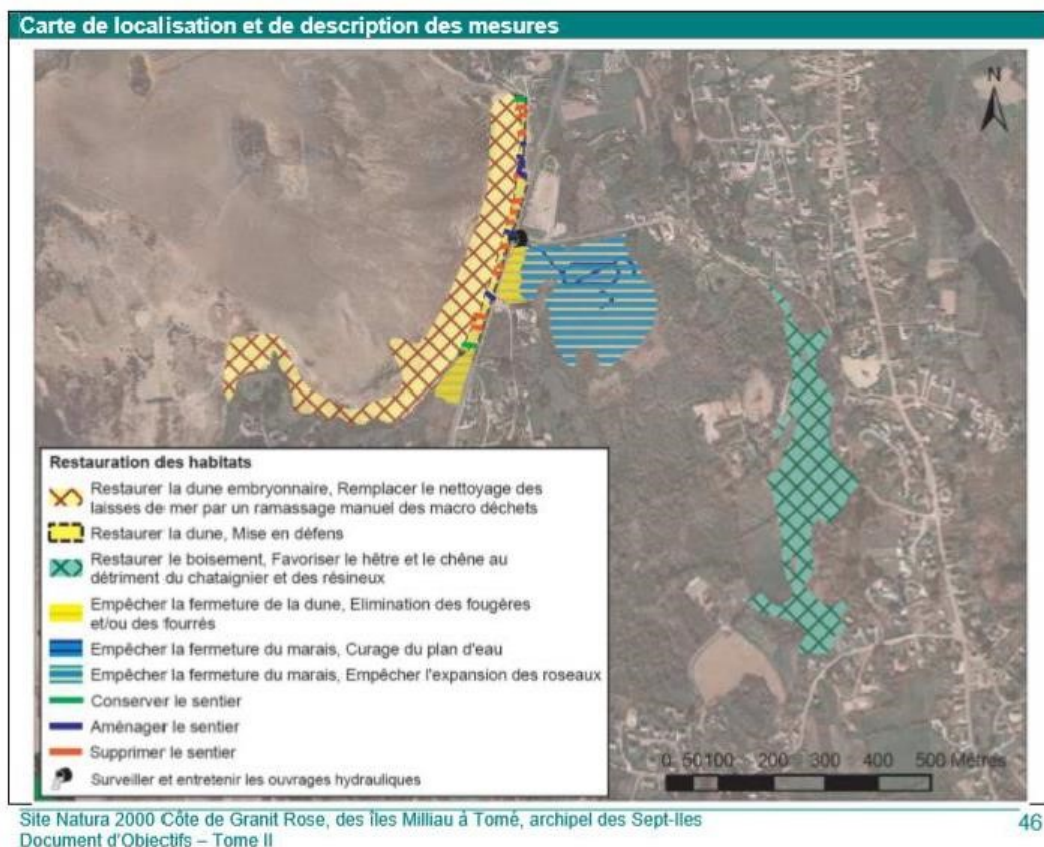 Carte de localisation et de description des mesures
N
Restauration des habitats
Restaurer la dune embryonnaire, Remplacer le nettoyage des
laisses de mer par un ramassage manuel des macro déchets
Restaurer la dune, Mise en défens
Restaurer le boisement, Favoriser le hêtre et le chêne au
détriment du chataignier et des résineux
Empêcher la fermeture de la dune, Elimination des fougères
et/ou des fourrés
Empêcher la fermeture du marais, Curage du plan d'eau
Empêcher la fermeture du marais, Empêcher l'expansion des roseaux
Conserver le sentier
Aménager le sentier
Supprimer le sentier
Surveiller et entretenir les ouvrages hydrauliques
0 50 100 200 300 400 500 Mètres
Site Natura 2000 Côte de Granit Rose, des îles Milliau à Tomé, archipel des Sept-Iles
46
Document d'Objectifs – Tome II